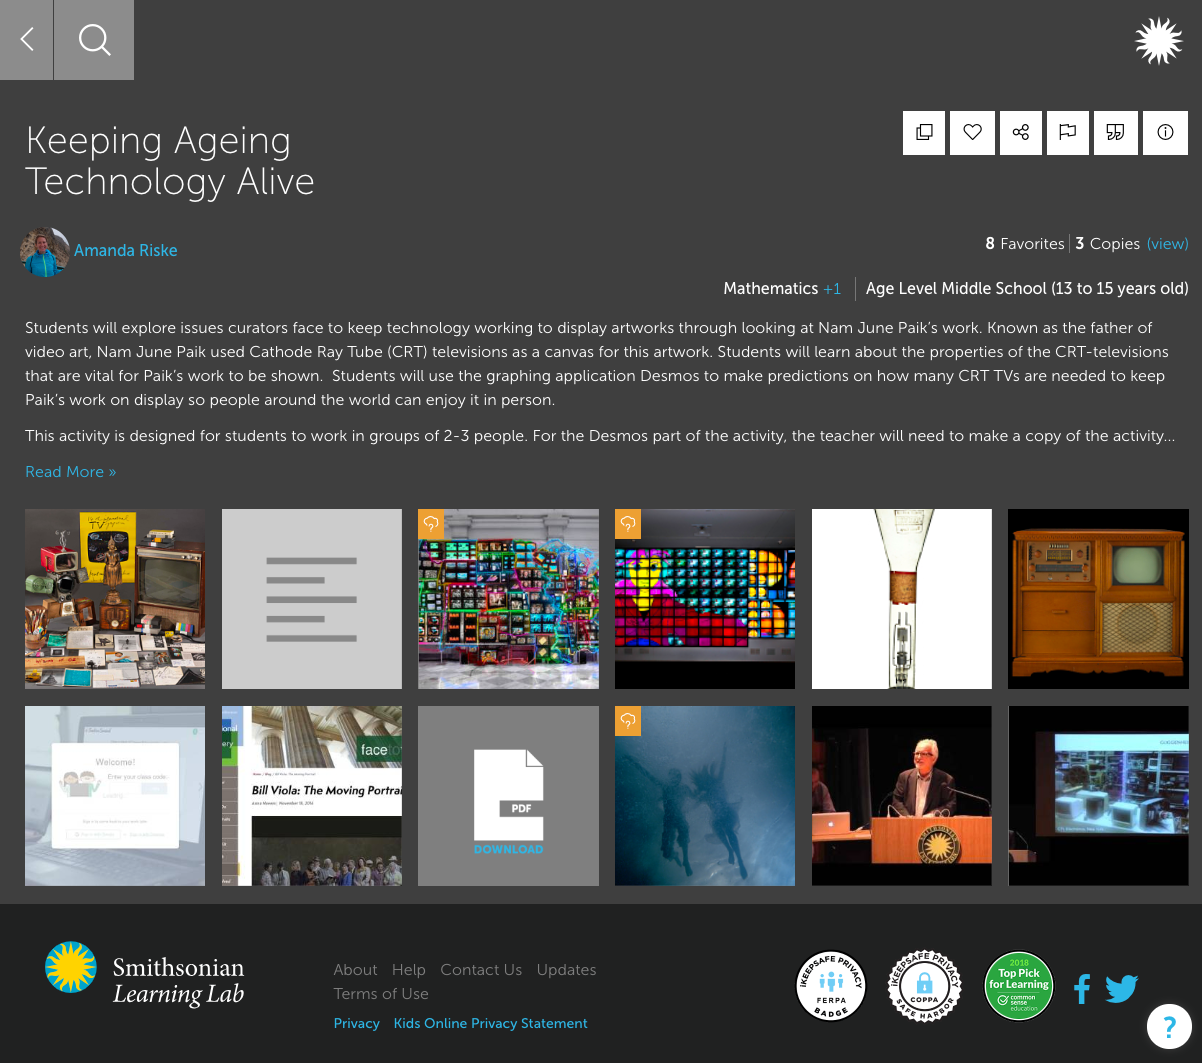 Keeping Ageing
Technology Alive
Amanda Riske
8 Favorites 3 Copies (view)
Mathematics +1 Age Level Middle School (13 to 15 years old)
Students will explore issues curators face to keep technology working to display artworks through looking at Nam June Paik’s work. Known as the father of
video art, Nam June Paik used Cathode Ray Tube (CRT) televisions as a canvas for this artwork. Students will learn about the properties of the CRT-televisions
that are vital for Paik’s work to be shown.  Students will use the graphing application Desmos to make predictions on how many CRT TVs are needed to keep
Paik’s work on display so people around the world can enjoy it in person.
This activity is designed for students to work in groups of 2-3 people. For the Desmos part of the activity, the teacher will need to make a copy of the activity...
Read More »
TV
Welcome!
Enter your class code
face
Bill Viola: The Moving Portrai
PDF
DOWNLOAD
Smithsonian
Learning Lab
About Help Contact Us Updates
Terms of Use
Privacy Kids Online Privacy Statement
iKEEPSAFE PRIVACY
FERPA
BADGE
iKEEPSAFE PRIVACY
COPPA
SAFE HARBOR
2018
Top Pick
for Learning
common
sense
education
?